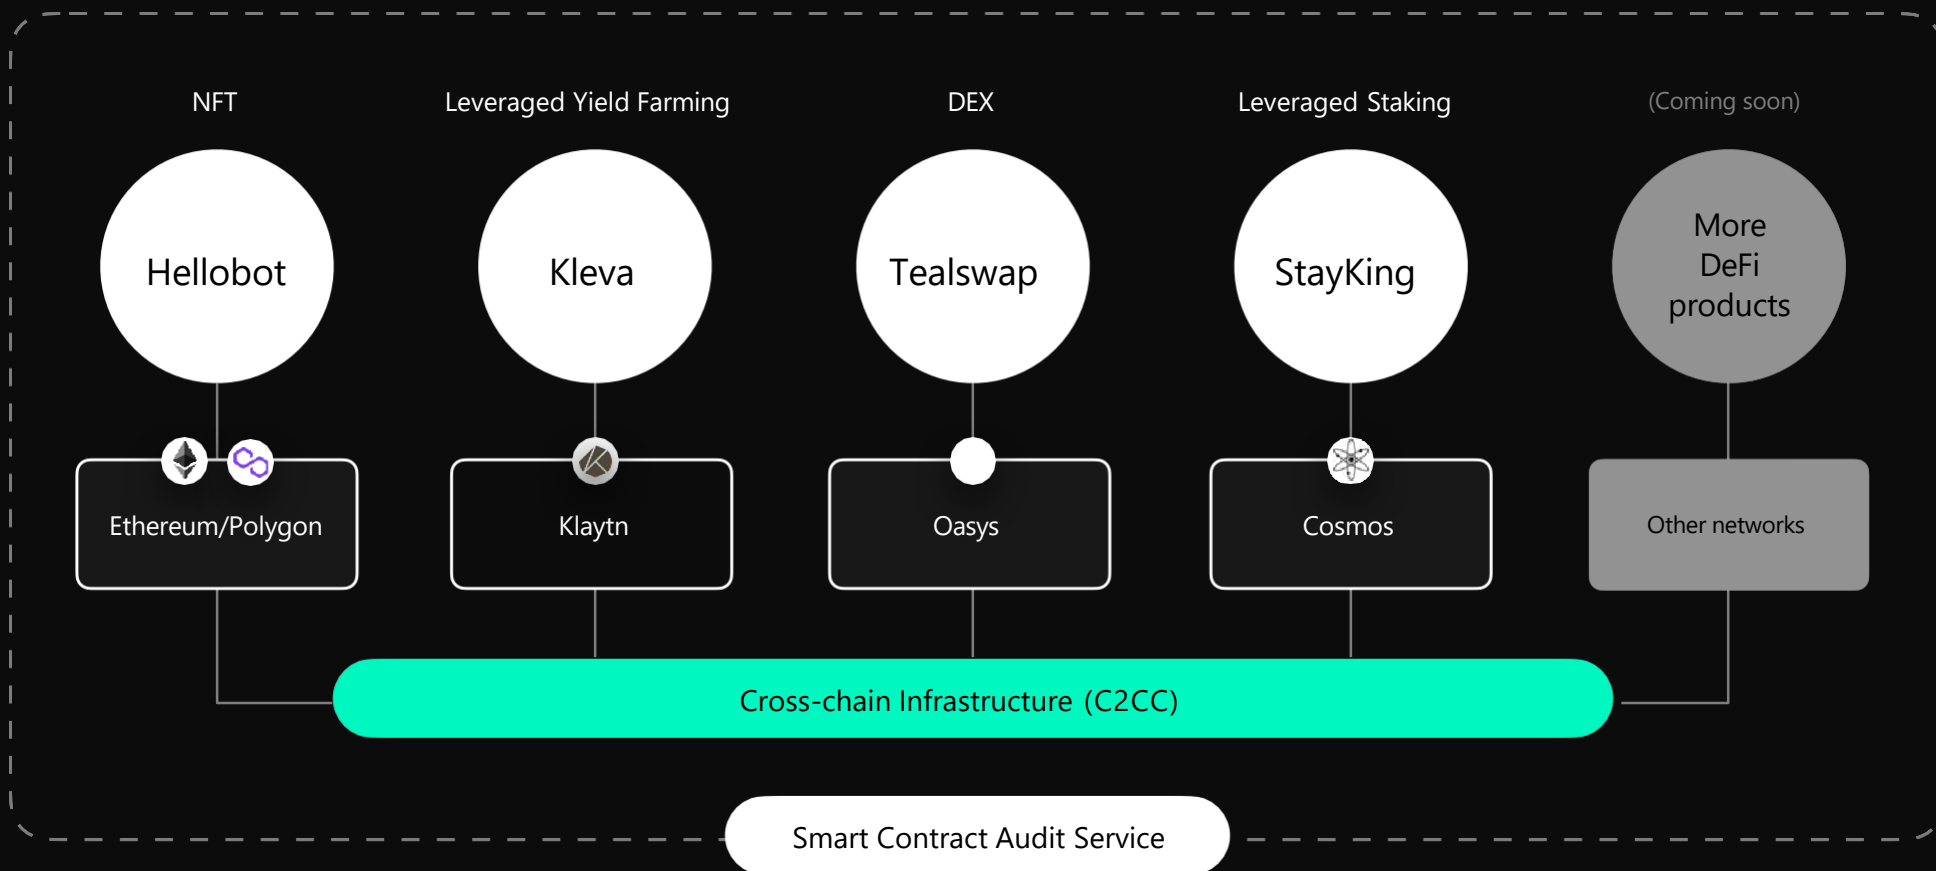 NFT
Leveraged Yield Farming
DEX
Leveraged Staking
(Coming soon)
Hellobot
Kleva
Tealswap
StayKing
More
DeFi
products
Ethereum/Polygon
Klaytn
Oasys
Cosmos
Other networks
Cross-chain Infrastructure (C2CC)
Smart Contract Audit Service